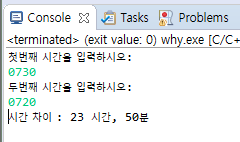 Console Tasks Problems
<terminated> (exit value: 0) why.exe [C/C+
첫번째 시간을 입력하시오:
0730
두번째 시간을 입력하시오:
0720
시간 차이 : 23 시간, 50분